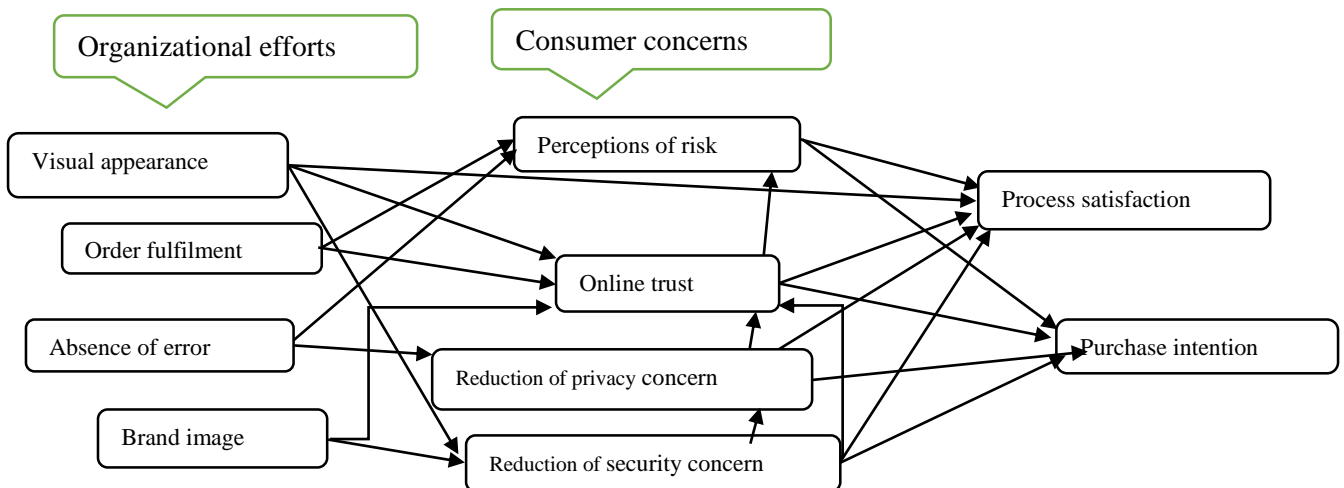 Organizational efforts
Consumer concerns
Visual appearance
Perceptions of risk
Process satisfaction
Order fulfilment
Online trust
Absence of error
Reduction of privacy concern
Purchase intention
Brand image
Reduction of security concern